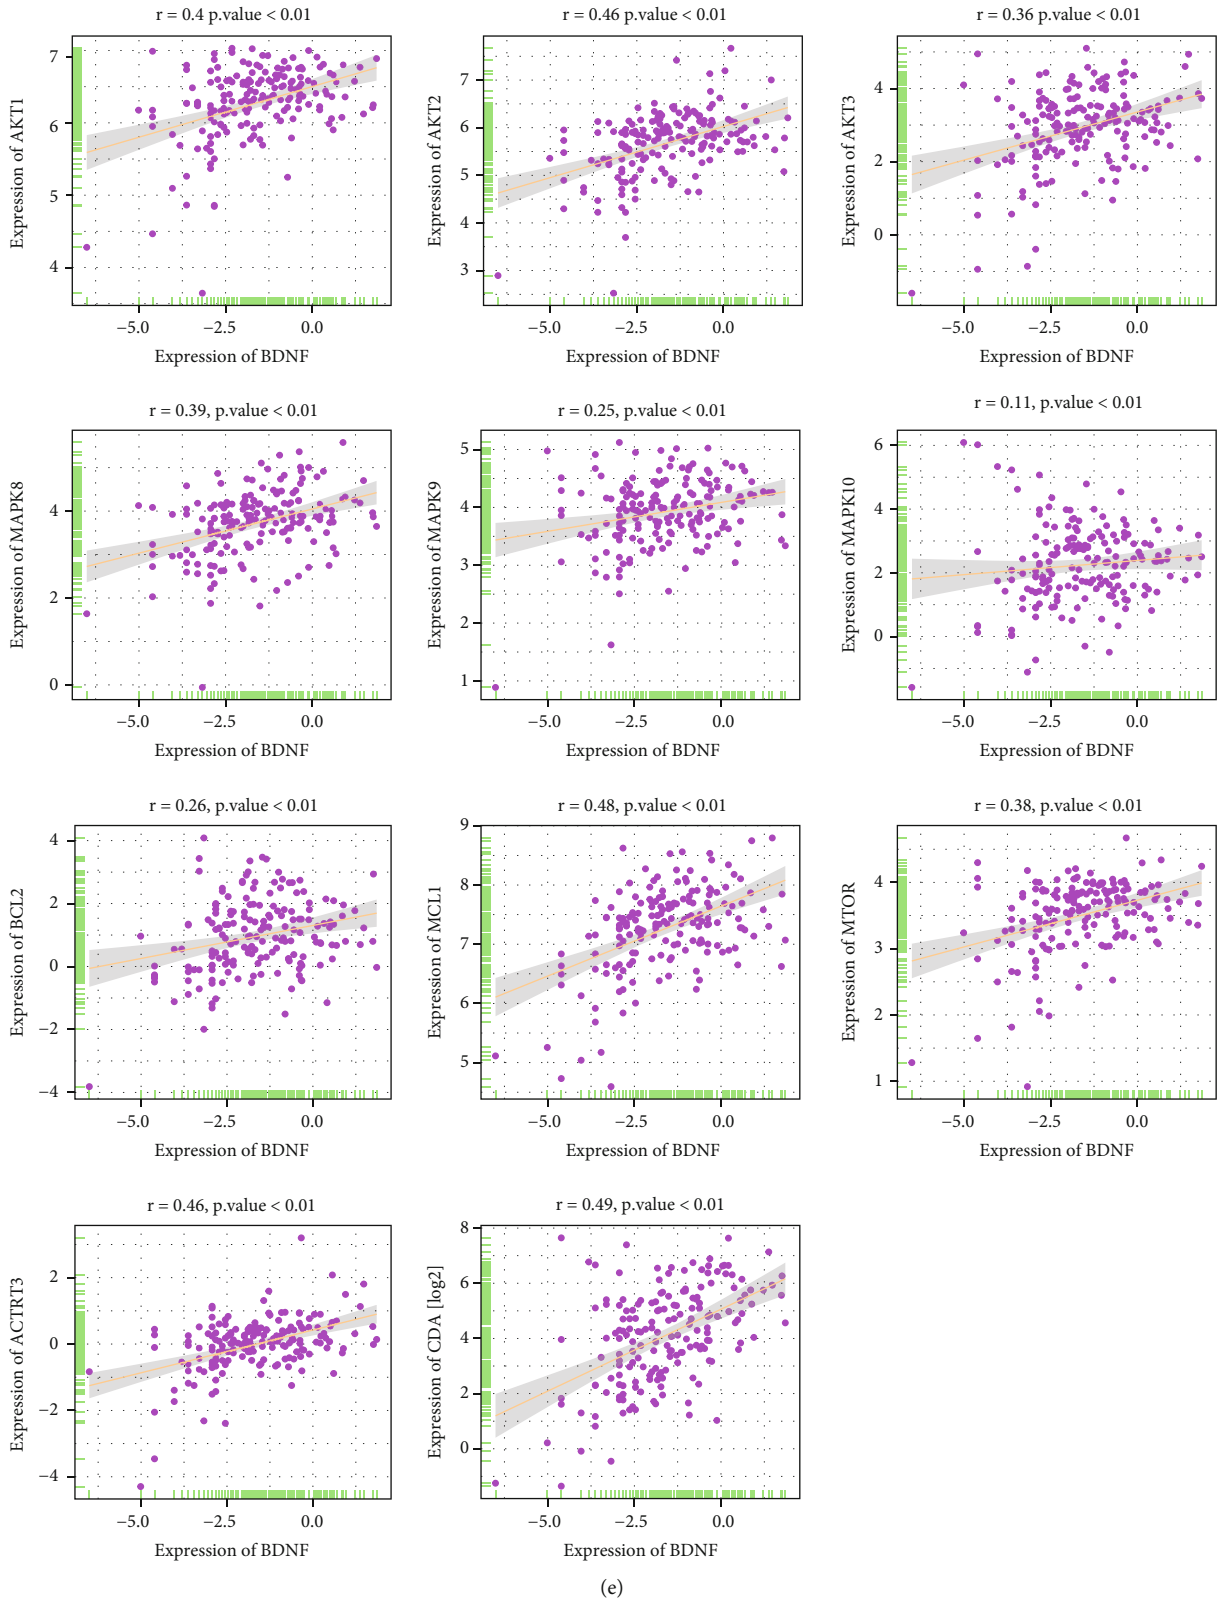 r = 0.4 p.value < 0.01
Expression of AKT1
7
6
5
4
−5.0 −2.5 0.0
Expression of BDNF
r = 0.46 p.value < 0.01
Expression of AKT2
7
6
5
4
3
−5.0 −2.5 0.0
Expression of BDNF
r = 0.36 p.value < 0.01
Expression of AKT3
4
2
0
−5.0 −2.5 0.0
Expression of BDNF
r = 0.39, p.value < 0.01
Expression of MAPK8
4
2
0
−5.0 −2.5 0.0
Expression of BDNF
r = 0.25, p.value < 0.01
Expression of MAPK9
5
4
3
2
1
−5.0 −2.5 0.0
Expression of BDNF
r = 0.11, p.value < 0.01
Expression of MAPK10
6
4
2
0
−5.0 −2.5 0.0
Expression of BDNF
r = 0.26, p.value < 0.01
Expression of BCL2
4
2
0
−2
−4
−5.0 −2.5 0.0
Expression of BDNF
r = 0.48, p.value < 0.01
Expression of MCL1
9
8
7
6
5
−5.0 −2.5 0.0
Expression of BDNF
r = 0.38, p.value < 0.01
Expression of MTOR
4
3
2
1
−5.0 −2.5 0.0
Expression of BDNF
r = 0.46, p.value < 0.01
Expression of ACTRT3
2
0
−2
−4
−5.0 −2.5 0.0
Expression of BDNF
r = 0.49, p.value < 0.01
Expression of CDA [log2]
8
6
4
2
0
−5.0 −2.5 0.0
Expression of BDNF
(e)